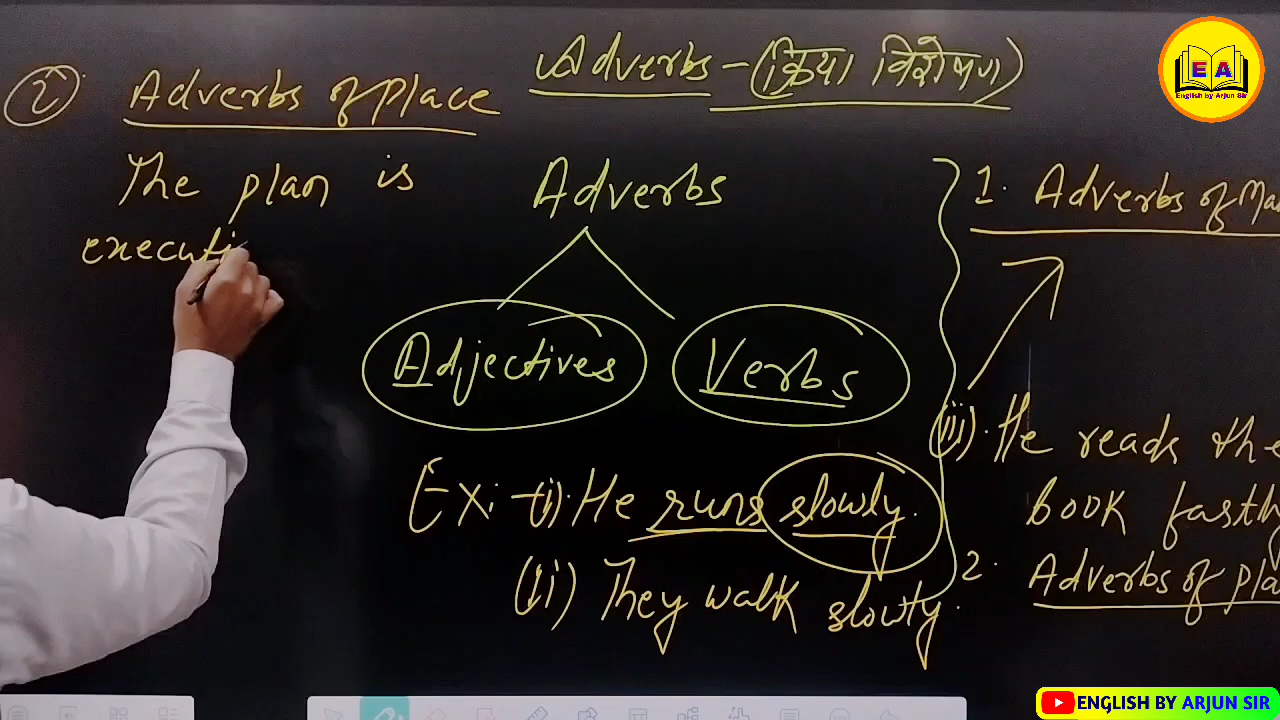 Adverbs - (क्रिया विशेषण)
2 Adverbs of place
The plan is
executi
Adverbs
Adjectives
Verbs
Ex:- (i). He runs slowly.
(ii) They walk slowly.
1. Adverbs of Ma
(iii). He reads the
book fastly
2. Adverbs of pla
EA
English by Arjun Sir
ENGLISH BY ARJUN SIR